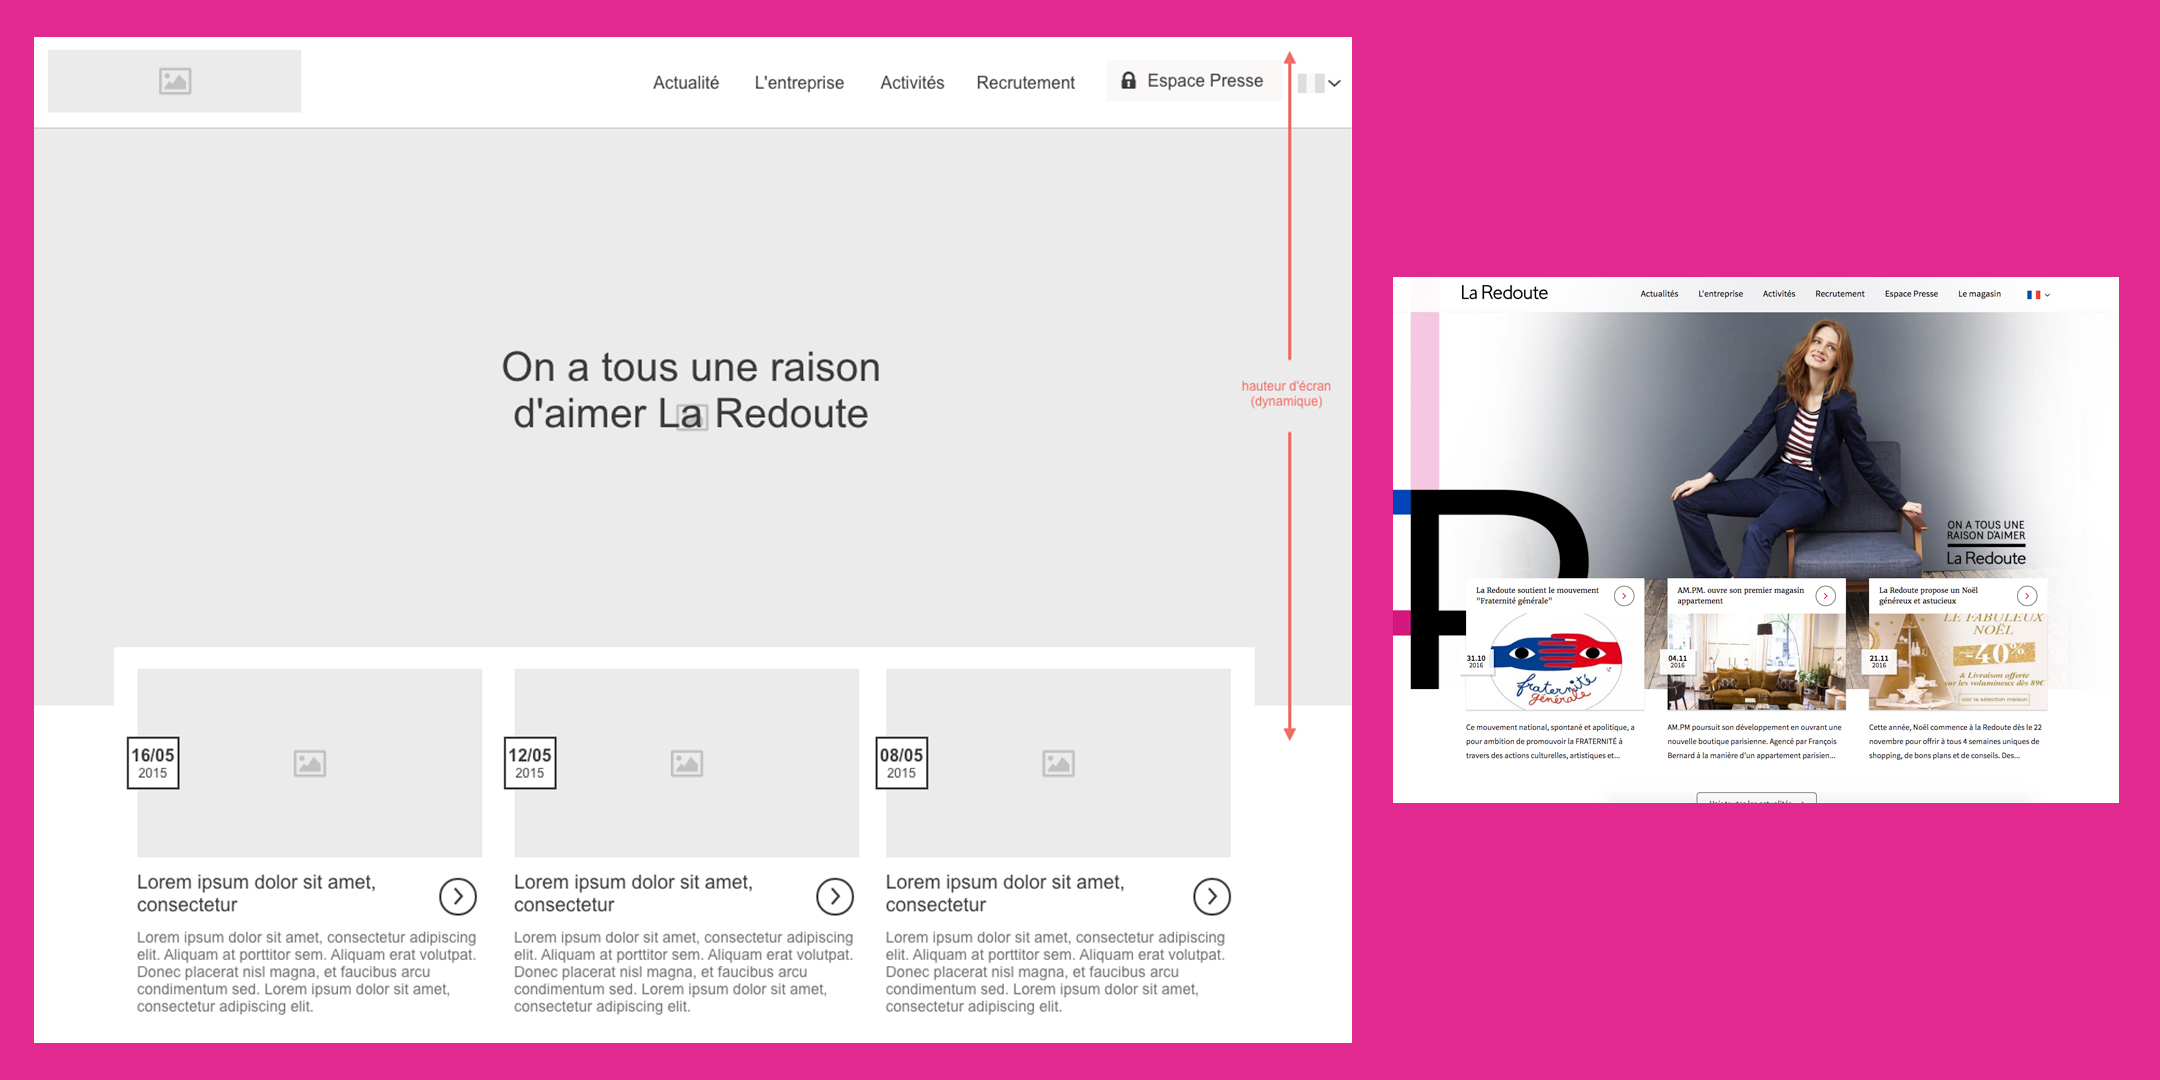 Actualité
L'entreprise
Activités
Recrutement
Espace Presse
On a tous une raison
d'aimer La Redoute
hauteur d'écran
(dynamique)
16/05
2015
12/05
2015
08/05
2015
Lorem ipsum dolor sit amet,
consectetur
Lorem ipsum dolor sit amet, consectetur adipiscing
elit. Aliquam at porttitor sem. Aliquam erat volutpat.
Donec placerat nisl magna, et faucibus arcu
condimentum sed. Lorem ipsum dolor sit amet,
consectetur adipiscing elit.
Lorem ipsum dolor sit amet,
consectetur
Lorem ipsum dolor sit amet, consectetur adipiscing
elit. Aliquam at porttitor sem. Aliquam erat volutpat.
Donec placerat nisl magna, et faucibus arcu
condimentum sed. Lorem ipsum dolor sit amet,
consectetur adipiscing elit.
Lorem ipsum dolor sit amet,
consectetur
Lorem ipsum dolor sit amet, consectetur adipiscing
elit. Aliquam at porttitor sem. Aliquam erat volutpat.
Donec placerat nisl magna, et faucibus arcu
condimentum sed. Lorem ipsum dolor sit amet,
consectetur adipiscing elit.
La Redoute
Actualités
L'entreprise
Activités
Recrutement
Espace Presse
Le magasin
ON A TOUS UNE
RAISON D'AIMER
La Redoute
La Redoute soutient le mouvement
"Fraternité générale"
31.10
2016
fraternité
générale
Ce mouvement national, spontané et apolitique, a
pour ambition de promouvoir la FRATERNITÉ à
travers des actions culturelles, artistiques et...
AM.PM. ouvre son premier magasin
appartement
04.11
2016
AM.PM poursuit son développement en ouvrant une
nouvelle boutique parisienne. Agencé par François
Bernard à la manière d'un appartement parisien...
La Redoute propose un Noël
généreux et astucieux
LE FABULEUX
NOËL
-40%
21.11
2016
& Livraison offerte
sur les volumineux dès 89€
voir la sélection maison
Cette année, Noël commence à la Redoute dès le 22
novembre pour offrir à tous 4 semaines uniques de
shopping, de bons plans et de conseils. Des...